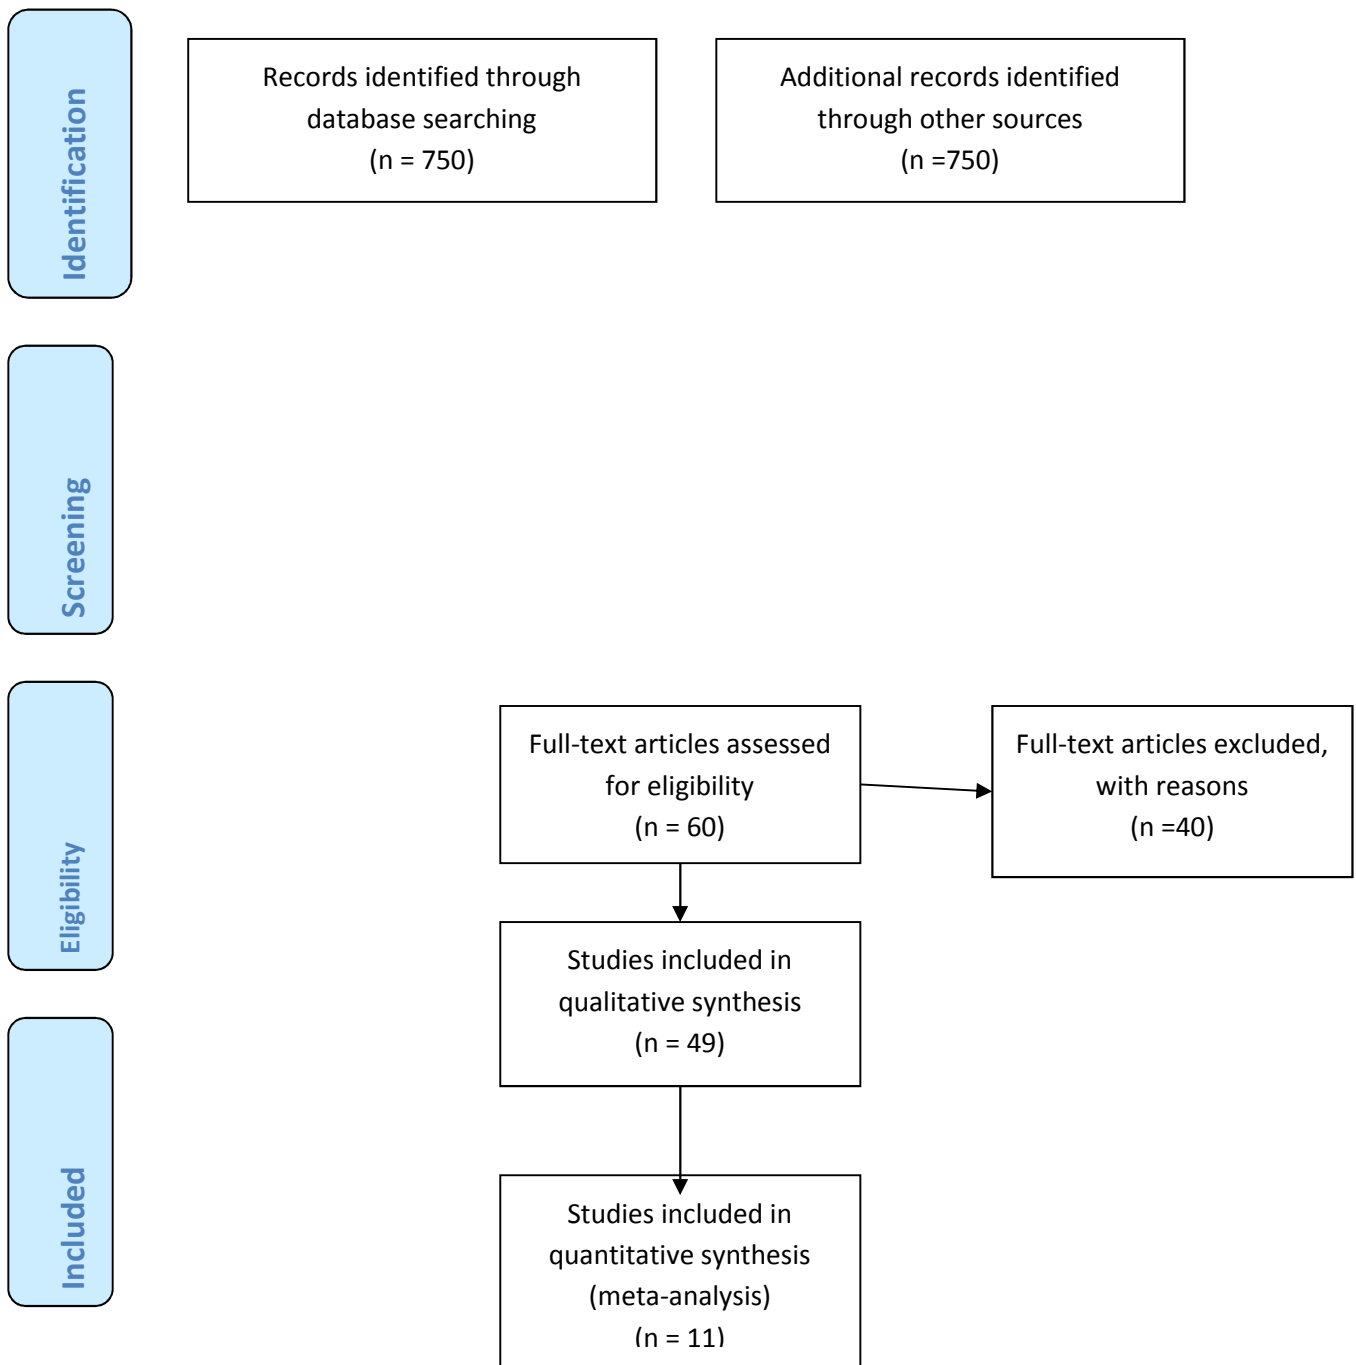 Identification
Records identified through
database searching
(n = 750)
Additional records identified
through other sources
(n =750)
Screening
Eligibility
Full-text articles assessed
for eligibility
(n = 60)
Full-text articles excluded,
with reasons
(n =40)
Studies included in
qualitative synthesis
(n = 49)
Included
Studies included in
quantitative synthesis
(meta-analysis)
(n = 11)